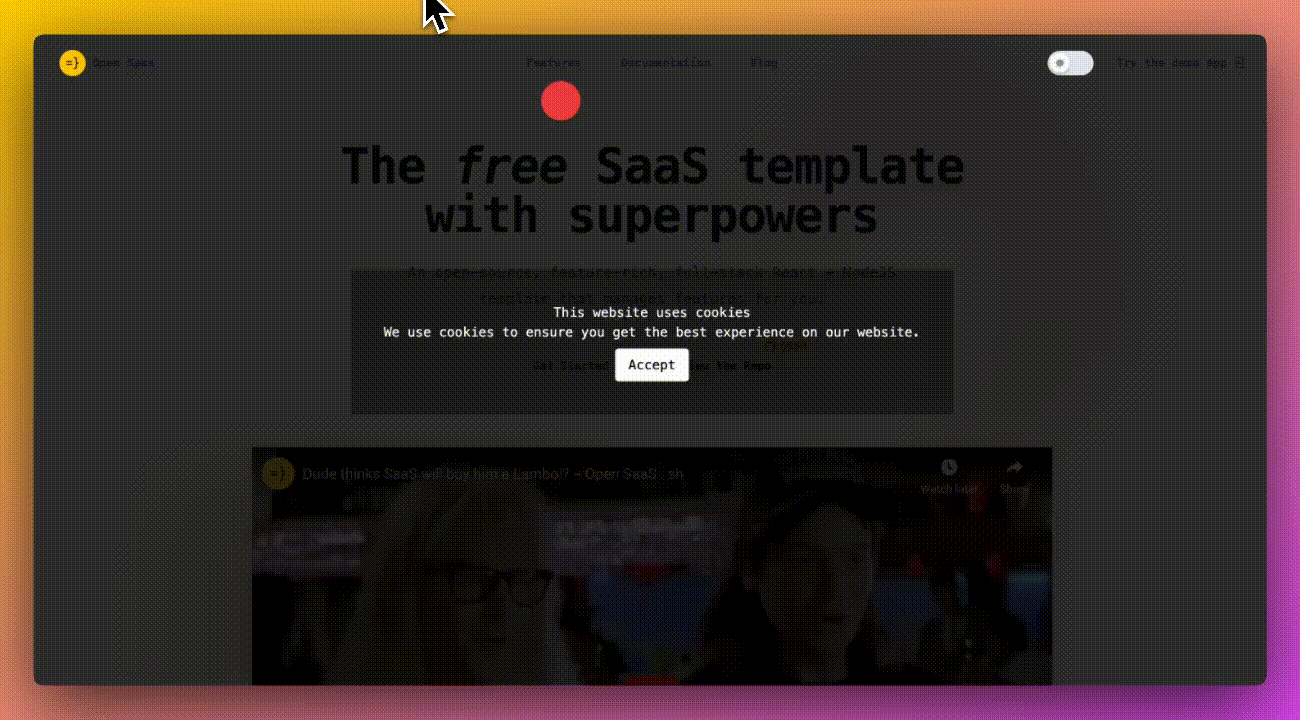 =}
Open Saas
Features
Documentation
Blog
Try the demo App
The free SaaS template
with superpowers
An open-source, feature-rich, full-stack React + NodeJS
template that manages features for you.
This website uses cookies
We use cookies to ensure you get the best experience on our website.
Get Started
Accept
the Repo
=}
Dude thinks SaaS will buy him a Lambo!? – Open SaaS . sh
Watch later
Share